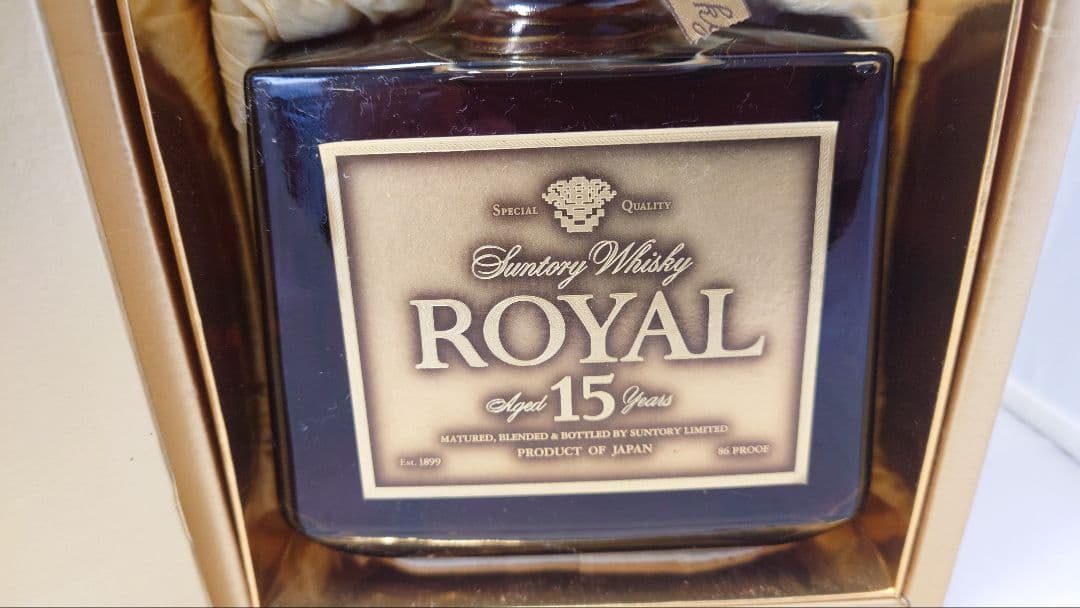 SPECIAL QUALITY
Suntory Whisky
ROYAL
Aged 15 Years
MATURED, BLENDED & BOTTLED BY SUNTORY LIMITED
PRODUCT OF JAPAN
Est. 1899
86 PROOF